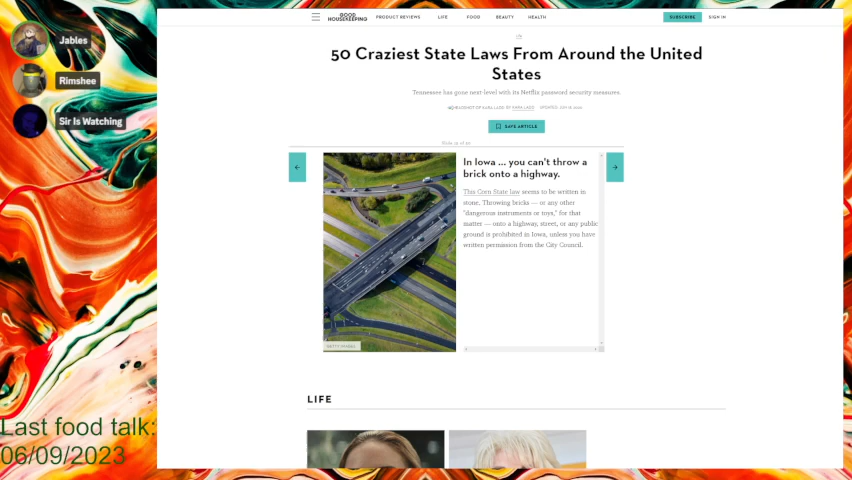 Jables
Rimshee
Sir Is Watching
Last food talk:
06/09/2023
GOOD
HOUSEKEEPING
PRODUCT REVIEWS
LIFE
FOOD
BEAUTY
HEALTH
SUBSCRIBE
SIGN IN
50 Craziest State Laws From Around the United
States
Tennessee has gone next-level with its Netflix password security measures.
SAVE ARTICLE
In Iowa ... you can't throw a
brick onto a highway.
This Corn State law seems to be written in
stone. Throwing bricks — or any other
"dangerous instruments or toys," for that
matter — onto a highway, street, or any public
ground is prohibited in Iowa, unless you have
written permission from the City Council.
GETTY IMAGES
LIFE